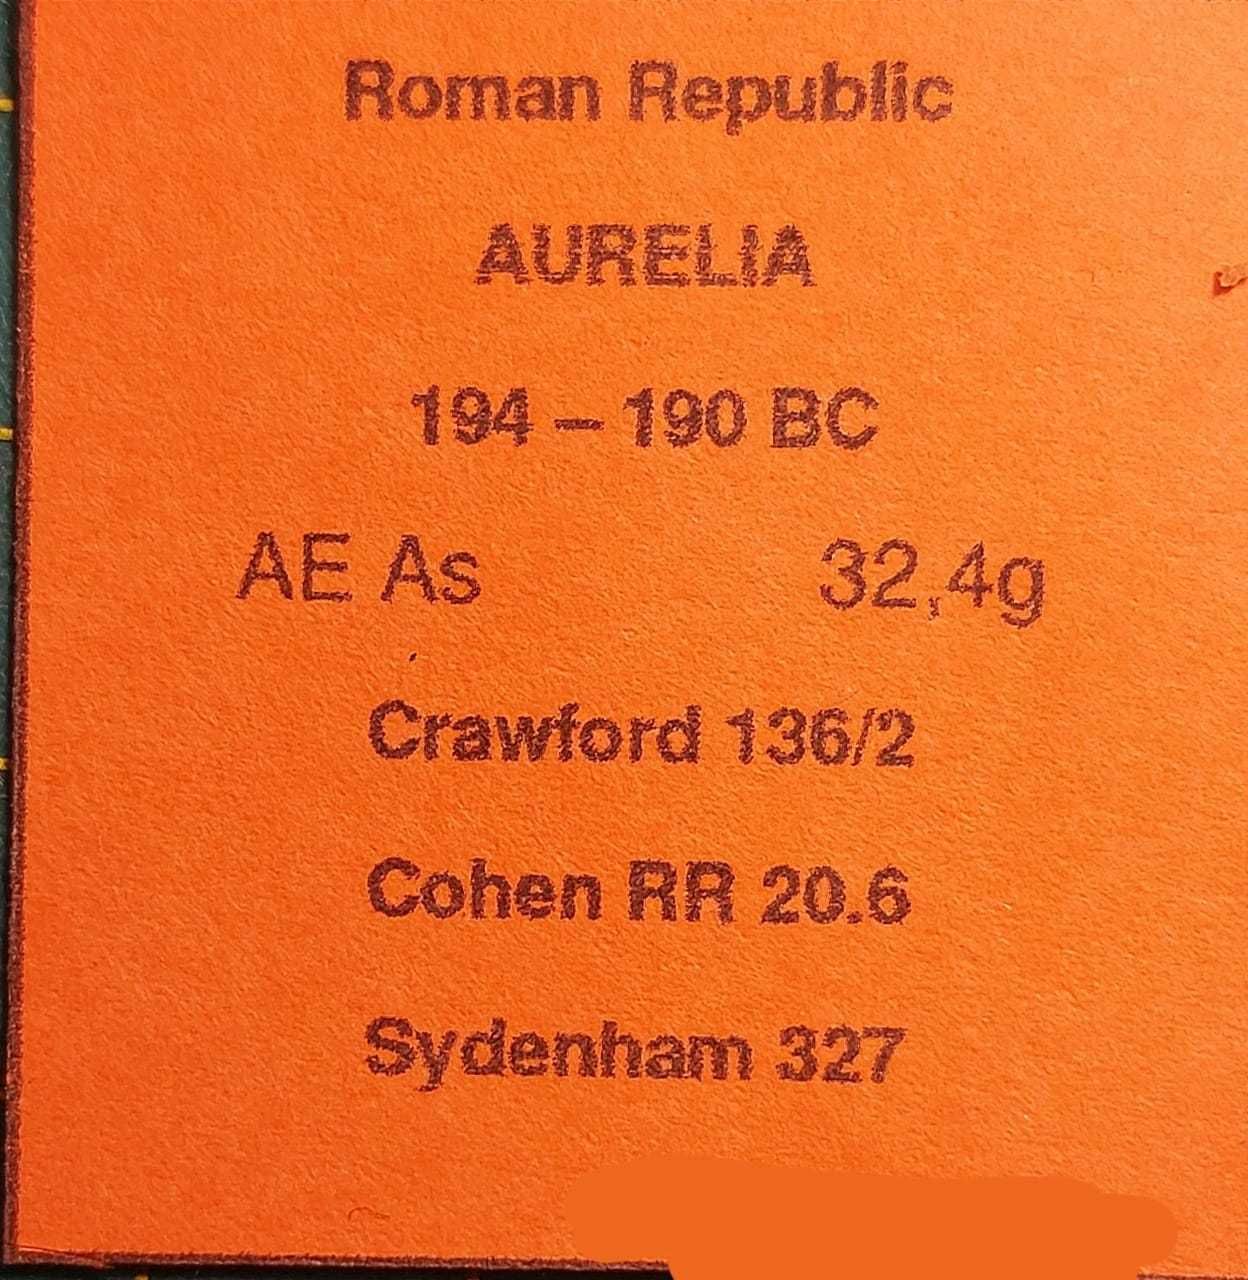 Roman Republic
AURELIA
194 – 190 BC
AE As 32,4g
Crawford 136/2
Cohen RR 20.6
Sydenham 327